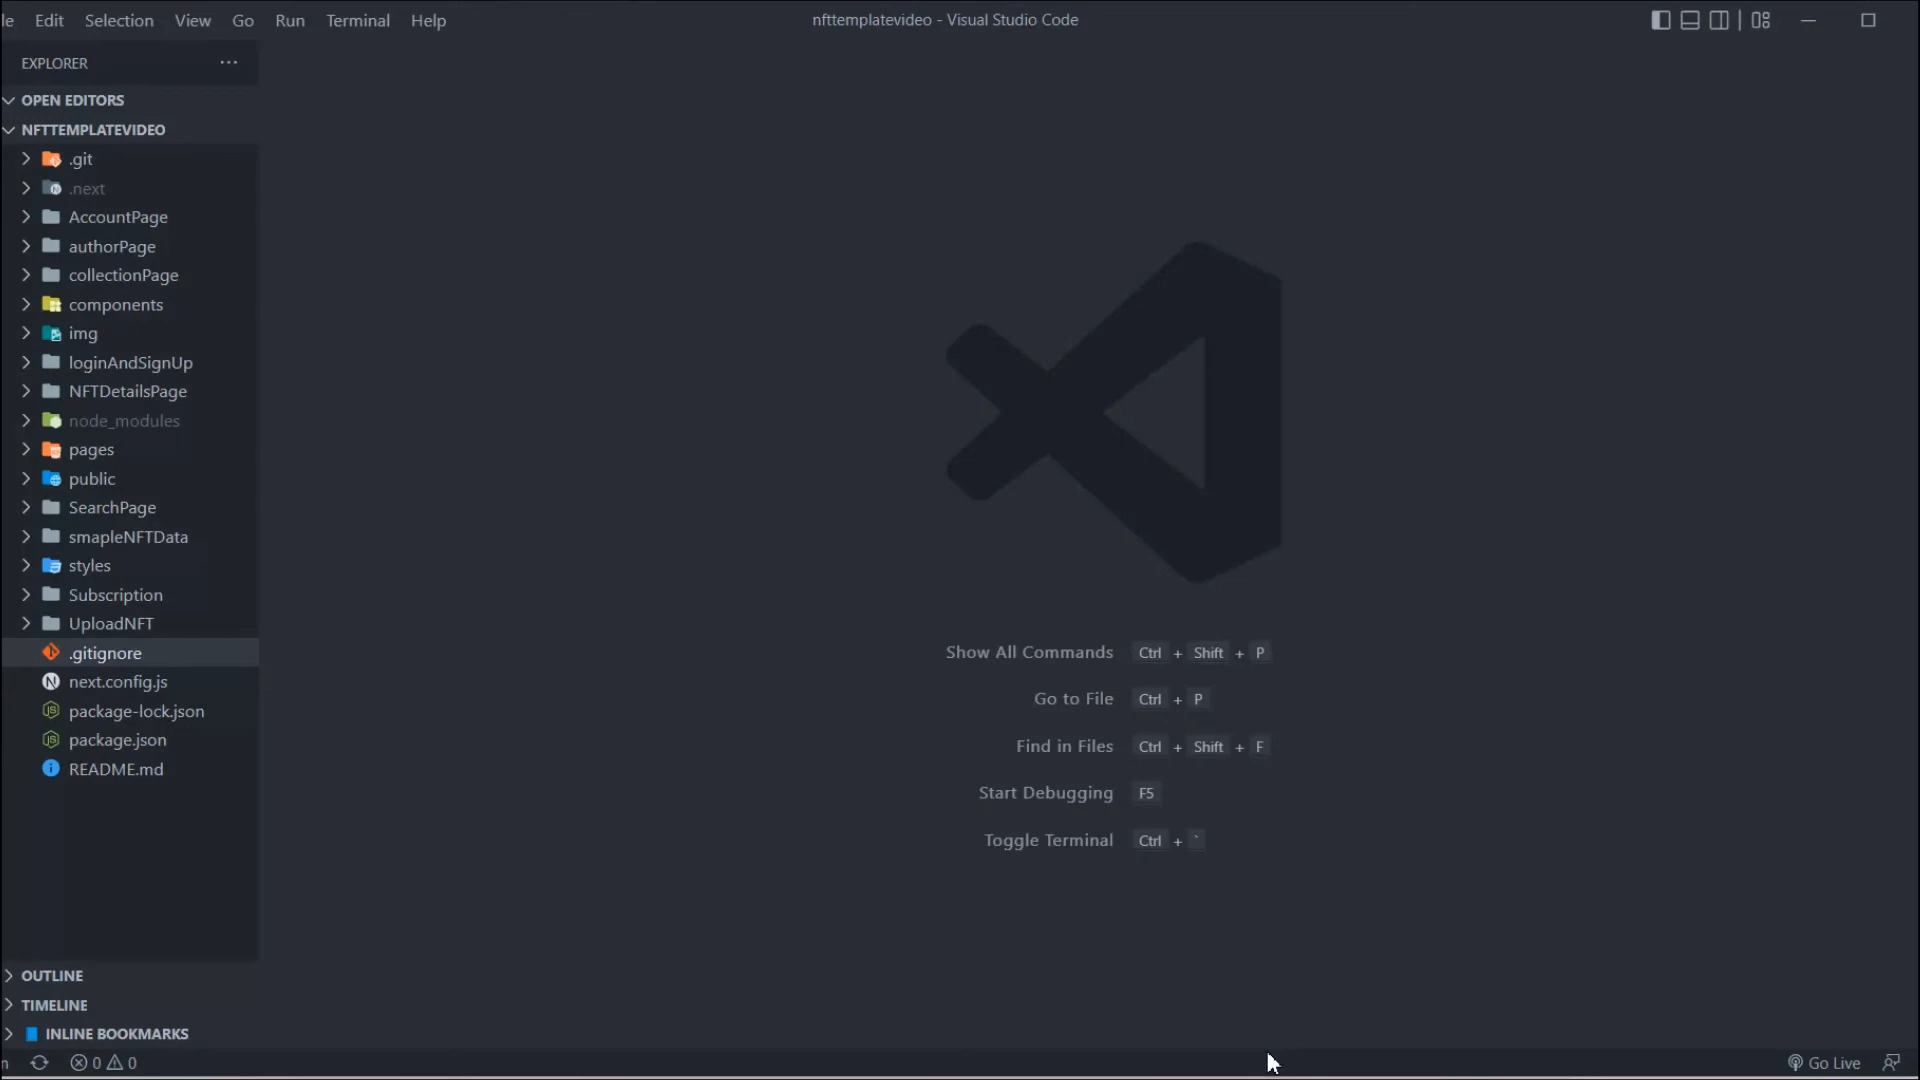 le Edit Selection View Go Run Terminal Help nfttemplatevideo - Visual Studio Code
EXPLORER ...
OPEN EDITORS
NFTTEMPLATEVIDEO
.git
.next
AccountPage
authorPage
collectionPage
components
img
loginAndSignUp
NFTDetailsPage
node_modules
pages
public
SearchPage
smapleNFTData
styles
Subscription
UploadNFT
.gitignore
next.config.js
package-lock.json
package.json
README.md
Show All Commands Ctrl + Shift + P
Go to File Ctrl + P
Find in Files Ctrl + Shift + F
Start Debugging F5
Toggle Terminal Ctrl + `
OUTLINE
TIMELINE
INLINE BOOKMARKS
n 0 0 Go Live